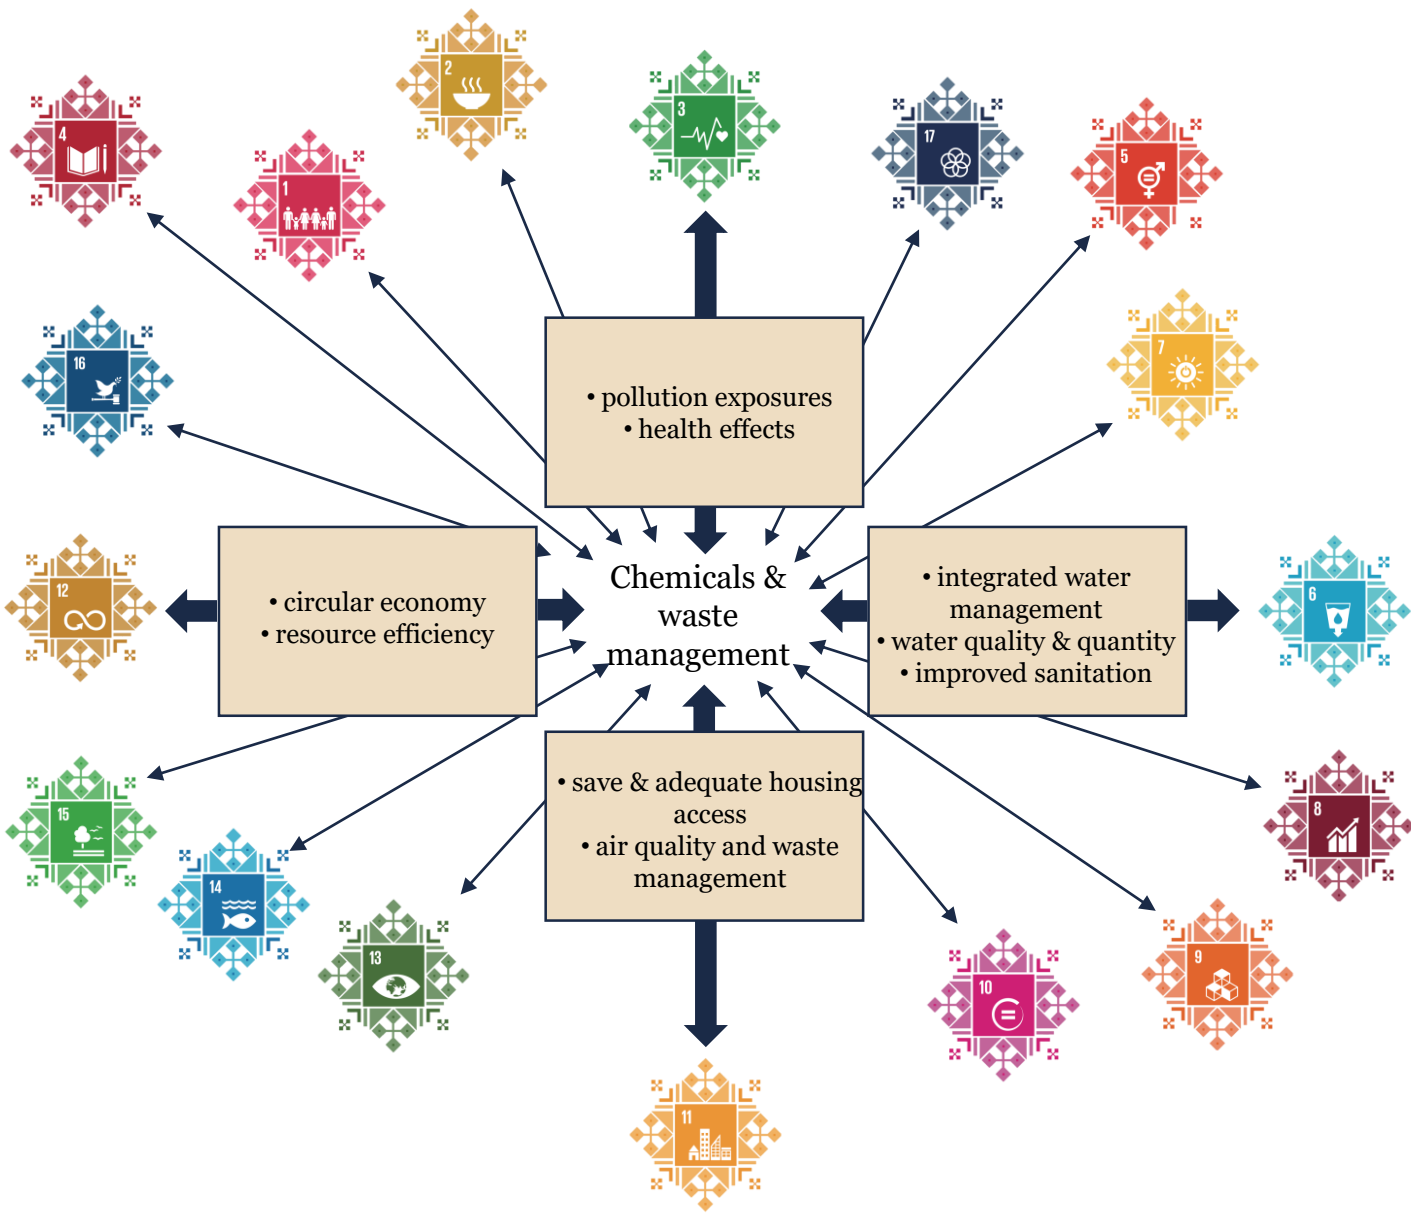 2
3
4
17
5
1
7
16
• pollution exposures
• health effects
12
• circular economy
• resource efficiency
Chemicals &
waste
management
• integrated water
management
• water quality & quantity
• improved sanitation
6
• save & adequate housing
access
• air quality and waste
management
15
8
14
13
9
10
11